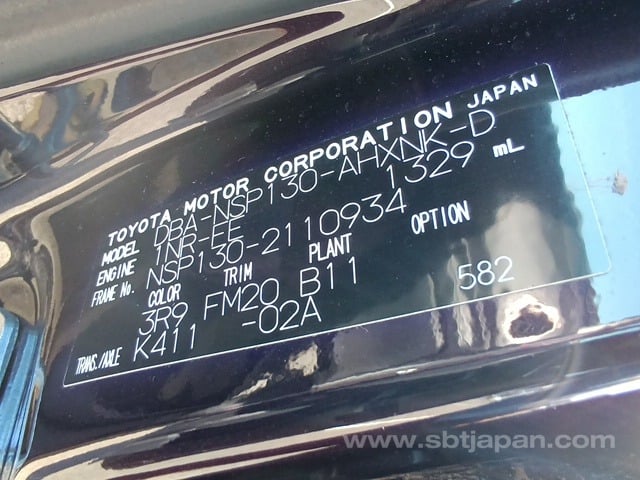 TOYOTA MOTOR CORPORATION JAPAN
MODEL DBA-NSP130-AHXNK-D
ENGINE 1NR-FE 1329 mL
FRAME No. NSP130-2110934
COLOR TRIM PLANT OPTION
3R9 FM20 B11 582
TRANS./AXLE K411 -02A
www.sbtjapan.com